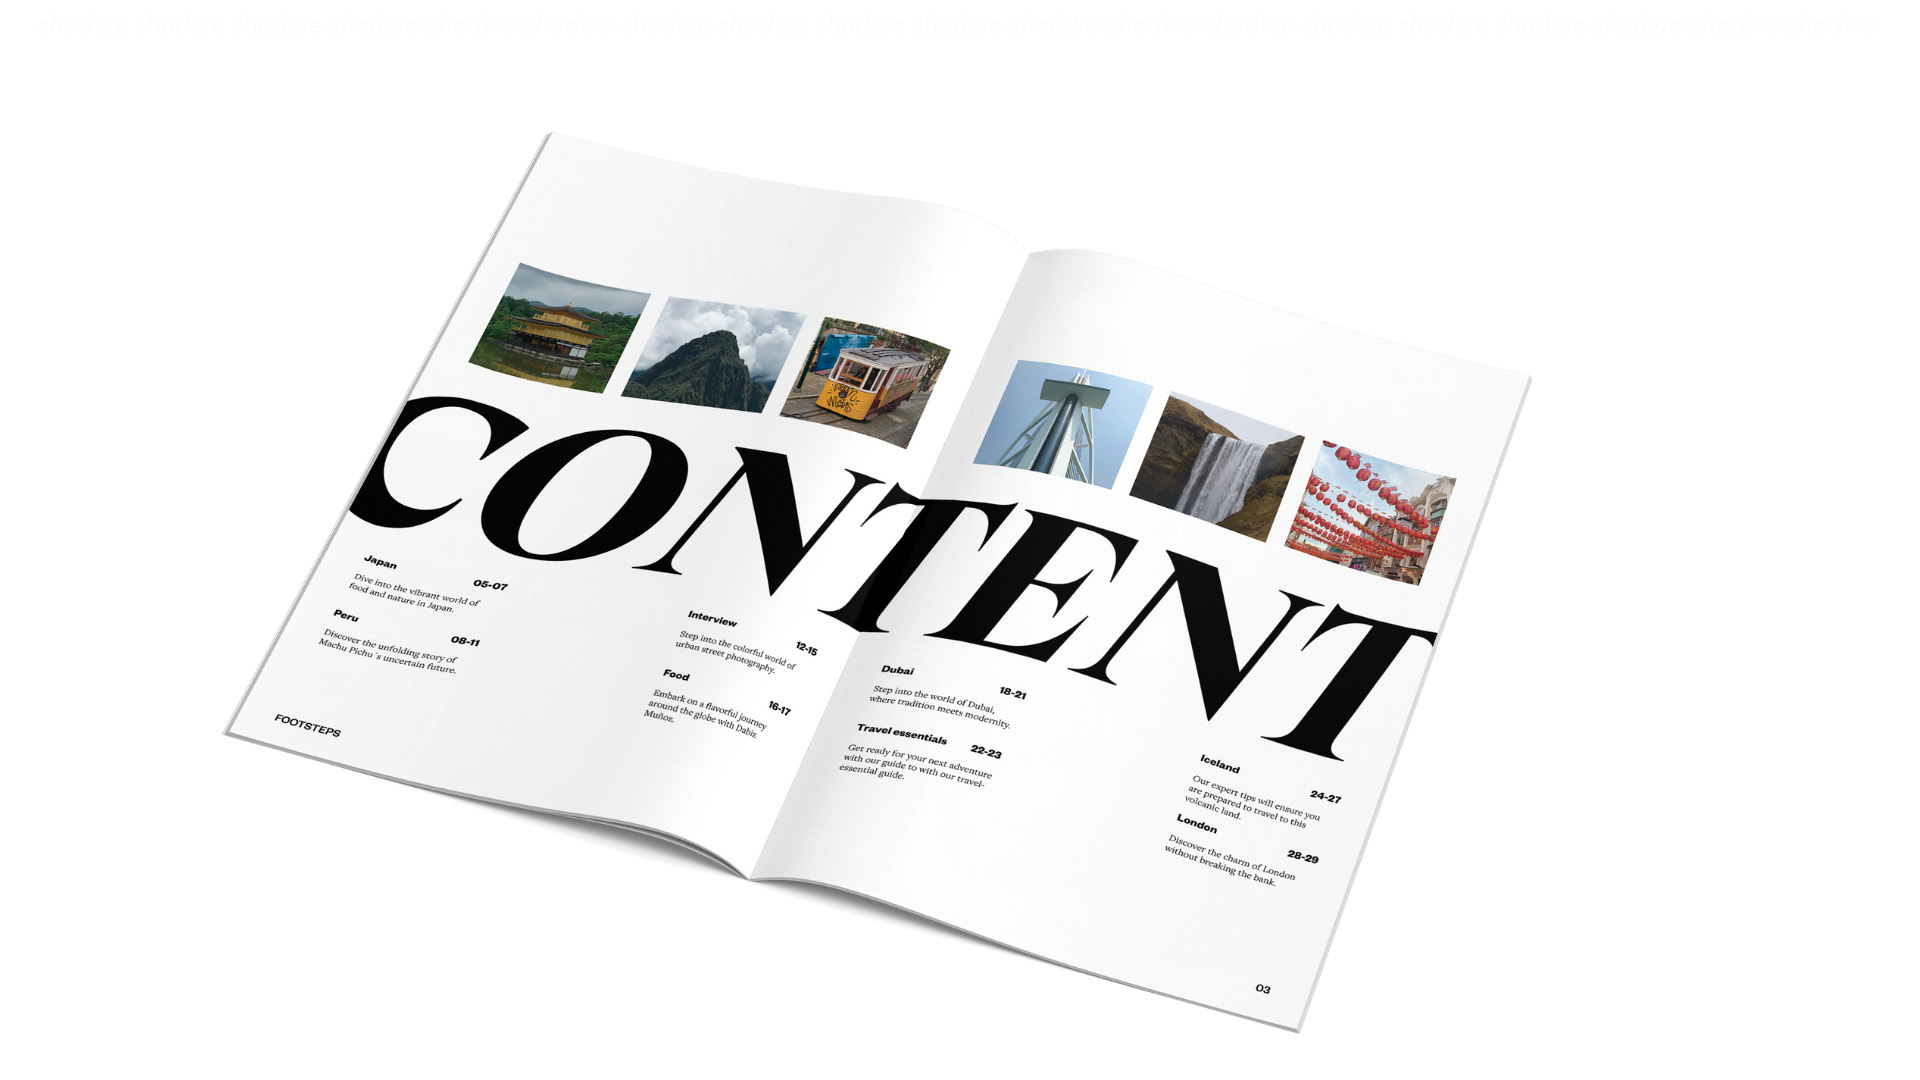 shodwe shodwe shodwe shodwe shodwe shodwe shodwe shodwe shodwe shodwe shodwe shodwe shodwe shodwe shodwe shodwe shodwe shodwe shodwe
CONTENT
Japan
05-07
Dive into the vibrant world of
food and nature in Japan.
Peru
08-11
Discover the unfolding story of
Machu Pichu´s uncertain future.
Interview
12-15
Step into the colorful world of
urban street photography.
Food
16-17
Embark on a flavorful journey
around the globe with Dabiz
Muñoz.
Dubai
18-21
Step into the world of Dubai,
where tradition meets modernity.
Travel essentials
22-23
Get ready for your next adventure
with our guide to with our travel-
essential guide.
Iceland
24-27
Our expert tips will ensure you
are prepared to travel to this
volcanic land.
London
28-29
Discover the charm of London
without breaking the bank.
FOOTSTEPS
03